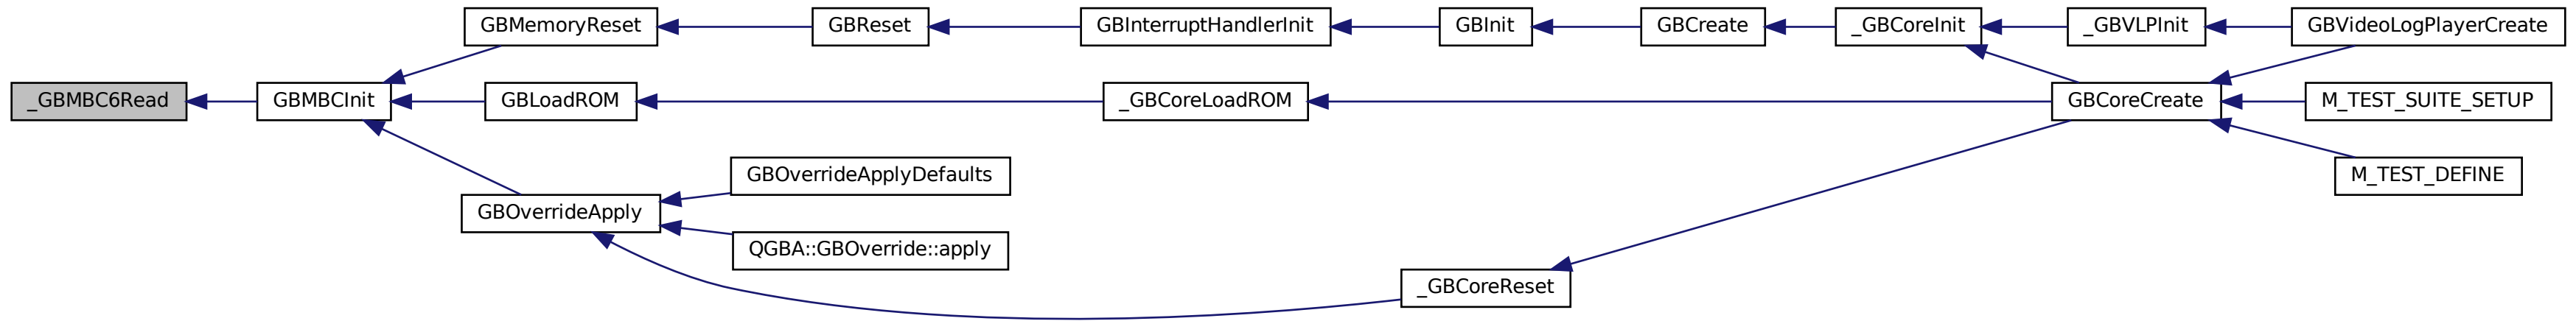 GBMemoryReset
GBReset
GBInterruptHandlerInit
GBInit
GBCreate
_GBCoreInit
_GBVLPInit
GBVideoLogPlayerCreate
_GBMBC6Read
GBMBCInit
GBLoadROM
_GBCoreLoadROM
GBCoreCreate
M_TEST_SUITE_SETUP
GBOverrideApplyDefaults
M_TEST_DEFINE
GBOverrideApply
QGBA::GBOverride::apply
_GBCoreReset